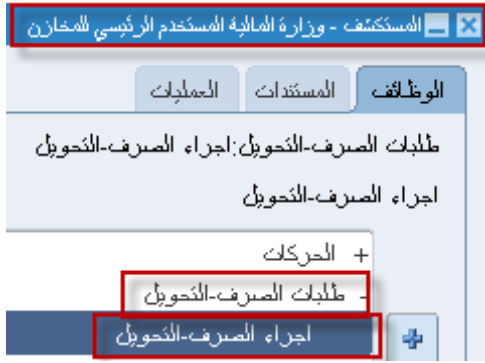 المستكشف - وزارة المالية المستخدم الرئيسي للمخازن
الوظائف المستندات العمليات
طلبات الصرف-التحويل:اجراء الصرف-التحويل
اجراء الصرف-التحويل
+ الحركات
- طلبات الصرف-التحويل
اجراء الصرف-التحويل